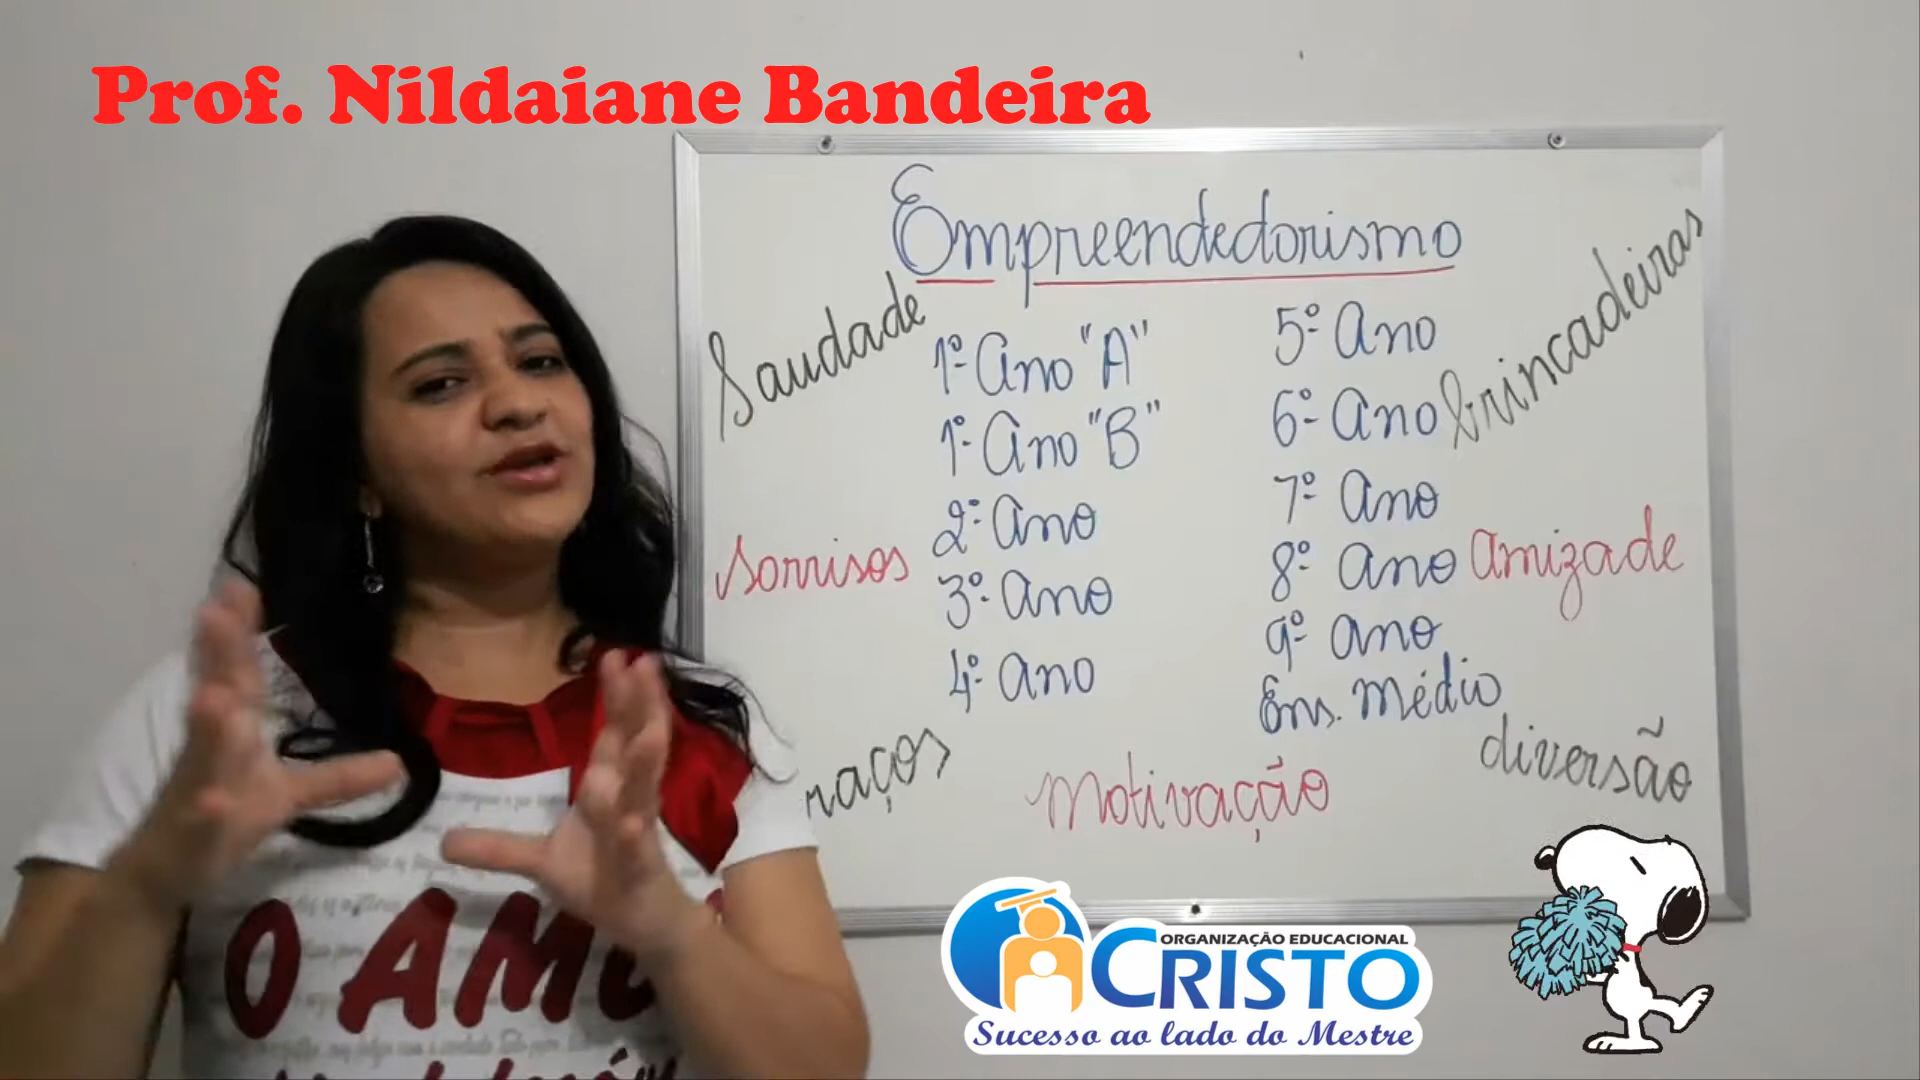 Prof. Nildaiane Bandeira
Empreendedorismo
Saudade
1º Ano "A"
1º Ano "B"
2º Ano
3º Ano
4º Ano
5º Ano
6º Ano
7º Ano
8º Ano
9º Ano
Ens. Médio
brincadeiras
Sorrisos
Amizade
raços
Motivação
diversão
O AMO
ORGANIZAÇÃO EDUCACIONAL
CRISTO
Sucesso ao lado do Mestre